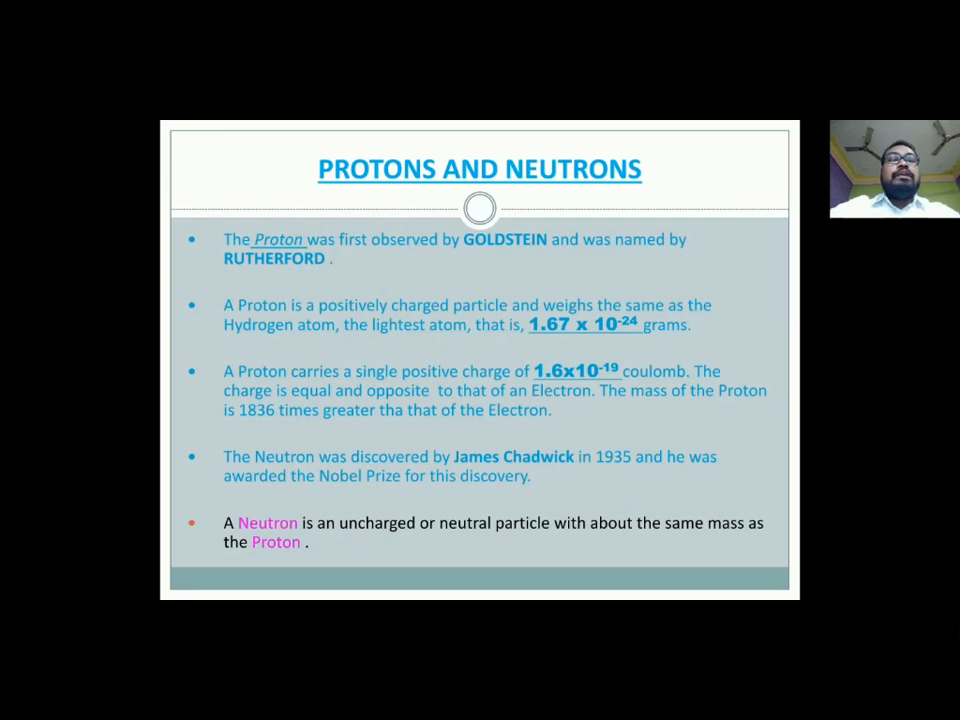 PROTONS AND NEUTRONS
• The Proton was first observed by GOLDSTEIN and was named by
RUTHERFORD .
• A Proton is a positively charged particle and weighs the same as the
Hydrogen atom, the lightest atom, that is, 1.67 x 10⁻²⁴ grams.
• A Proton carries a single positive charge of 1.6x10⁻¹⁹ coulomb. The
charge is equal and opposite to that of an Electron. The mass of the Proton
is 1836 times greater tha that of the Electron.
• The Neutron was discovered by James Chadwick in 1935 and he was
awarded the Nobel Prize for this discovery.
• A Neutron is an uncharged or neutral particle with about the same mass as
the Proton .